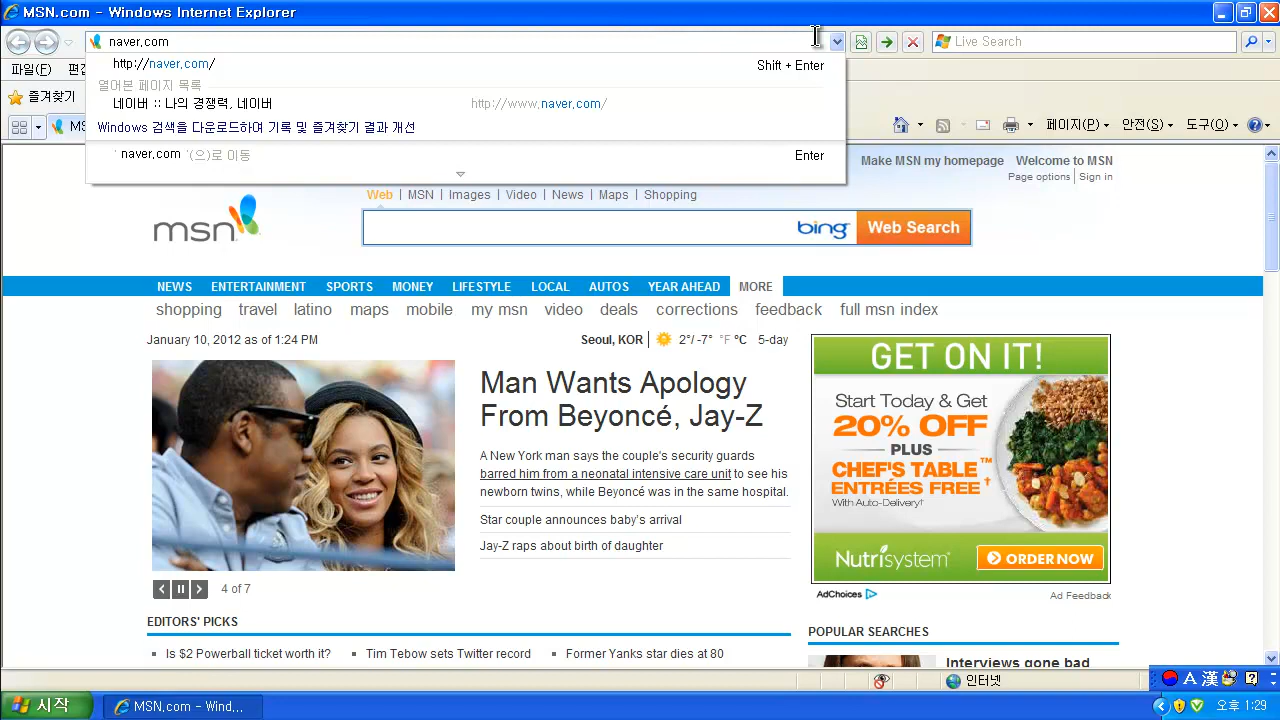 MSN.com - Windows Internet Explorer
naver.com
Live Search
http://naver.com/
Shift + Enter
열어본 페이지 목록
네이버 :: 나의 경쟁력, 네이버
http://www.naver.com/
Windows 검색을 다운로드하여 기록 및 즐겨찾기 결과 개선
' naver.com '(으)로 이동
Enter
파일(F)
즐겨찾기
페이지(P)
안전(S)
도구(O)
Make MSN my homepage
Welcome to MSN
Page options
Sign in
Web | MSN | Images | Video | News | Maps | Shopping
msn
bing
Web Search
NEWS ENTERTAINMENT SPORTS MONEY LIFESTYLE LOCAL AUTOS YEAR AHEAD MORE
shopping travel latino maps mobile my msn video deals corrections feedback full msn index
January 10, 2012 as of 1:24 PM
Seoul, KOR
2°/ -7° °F °C 5-day
Man Wants Apology
From Beyoncé, Jay-Z
A New York man says the couple's security guards
barred him from a neonatal intensive care unit to see his
newborn twins, while Beyoncé was in the same hospital.
Star couple announces baby's arrival
Jay-Z raps about birth of daughter
4 of 7
GET ON IT!
Start Today & Get
20% OFF
PLUS
CHEF'S TABLE™
ENTRÉES FREE†
With Auto-Delivery†
Nutrisystem®
ORDER NOW
AdChoices
Ad Feedback
EDITORS' PICKS
Is $2 Powerball ticket worth it?
Tim Tebow sets Twitter record
Former Yanks star dies at 80
POPULAR SEARCHES
Interviews gone bad
인터넷
A 漢
시작
MSN.com - Wind...
오후 1:29